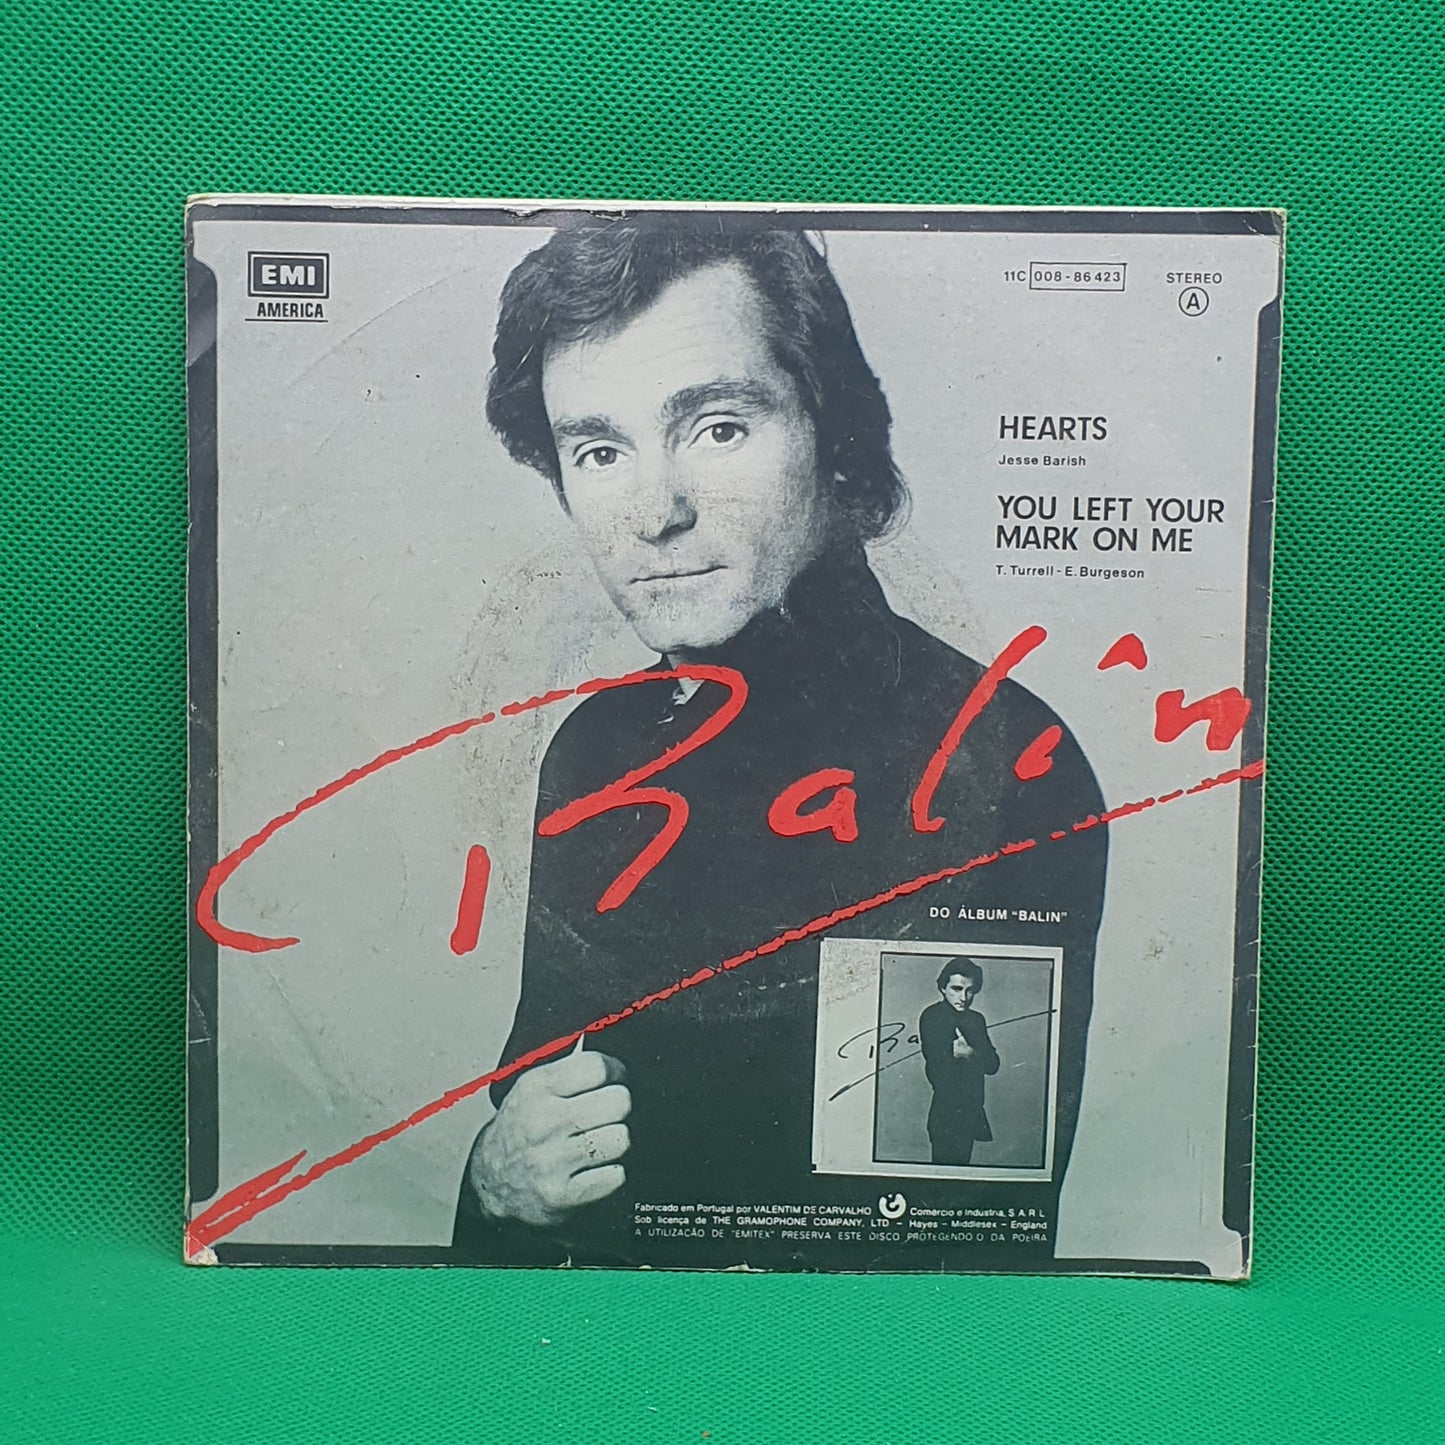 EMI
AMERICA
11C 008-86423
STEREO
A
HEARTS
Jesse Barish
YOU LEFT YOUR
MARK ON ME
T. Turrell - E. Burgeson
Balin
DO ÁLBUM "BALIN"
Bal
Fabricado em Portugal por VALENTIM DE CARVALHO Comércio e Indústria, S A R L
Sob licença de THE GRAMOPHONE COMPANY, LTD - Hayes - Middlesex - England
A UTILIZAÇÃO DE "EMITEX" PRESERVA ESTE DISCO PROTEGENDO O DA POEIRA